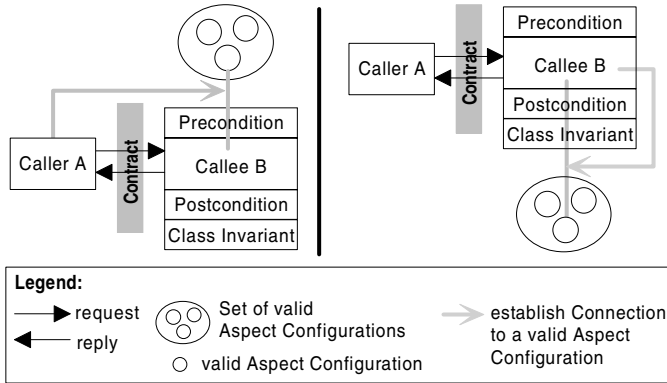 Caller A
Contract
Precondition
Callee B
Postcondition
Class Invariant
Caller A
Contract
Precondition
Callee B
Postcondition
Class Invariant
Legend:
request
reply
Set of valid
Aspect Configurations
valid Aspect Configuration
establish Connection
to a valid Aspect
Configuration